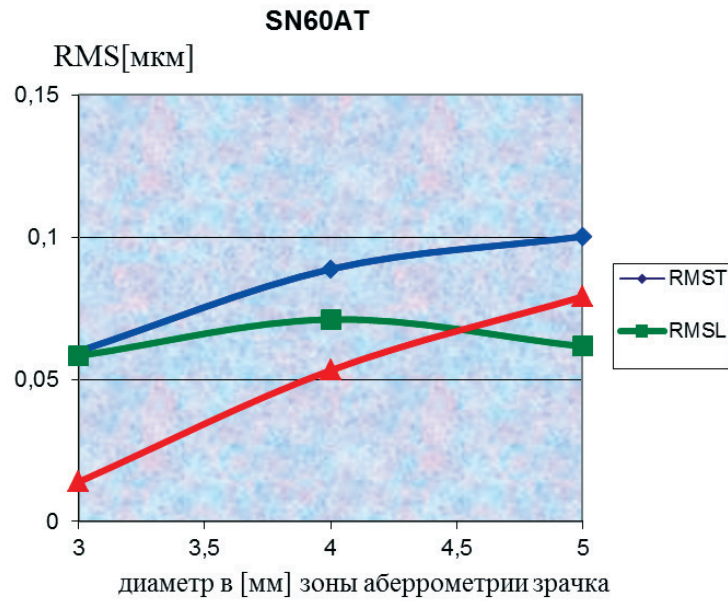 SN60AT
RMS[мкм]
0,15
0,1
0,05
0
3 3,5 4 4,5 5
диаметр в [мм] зоны аберрометрии зрачка
RMST
RMSL